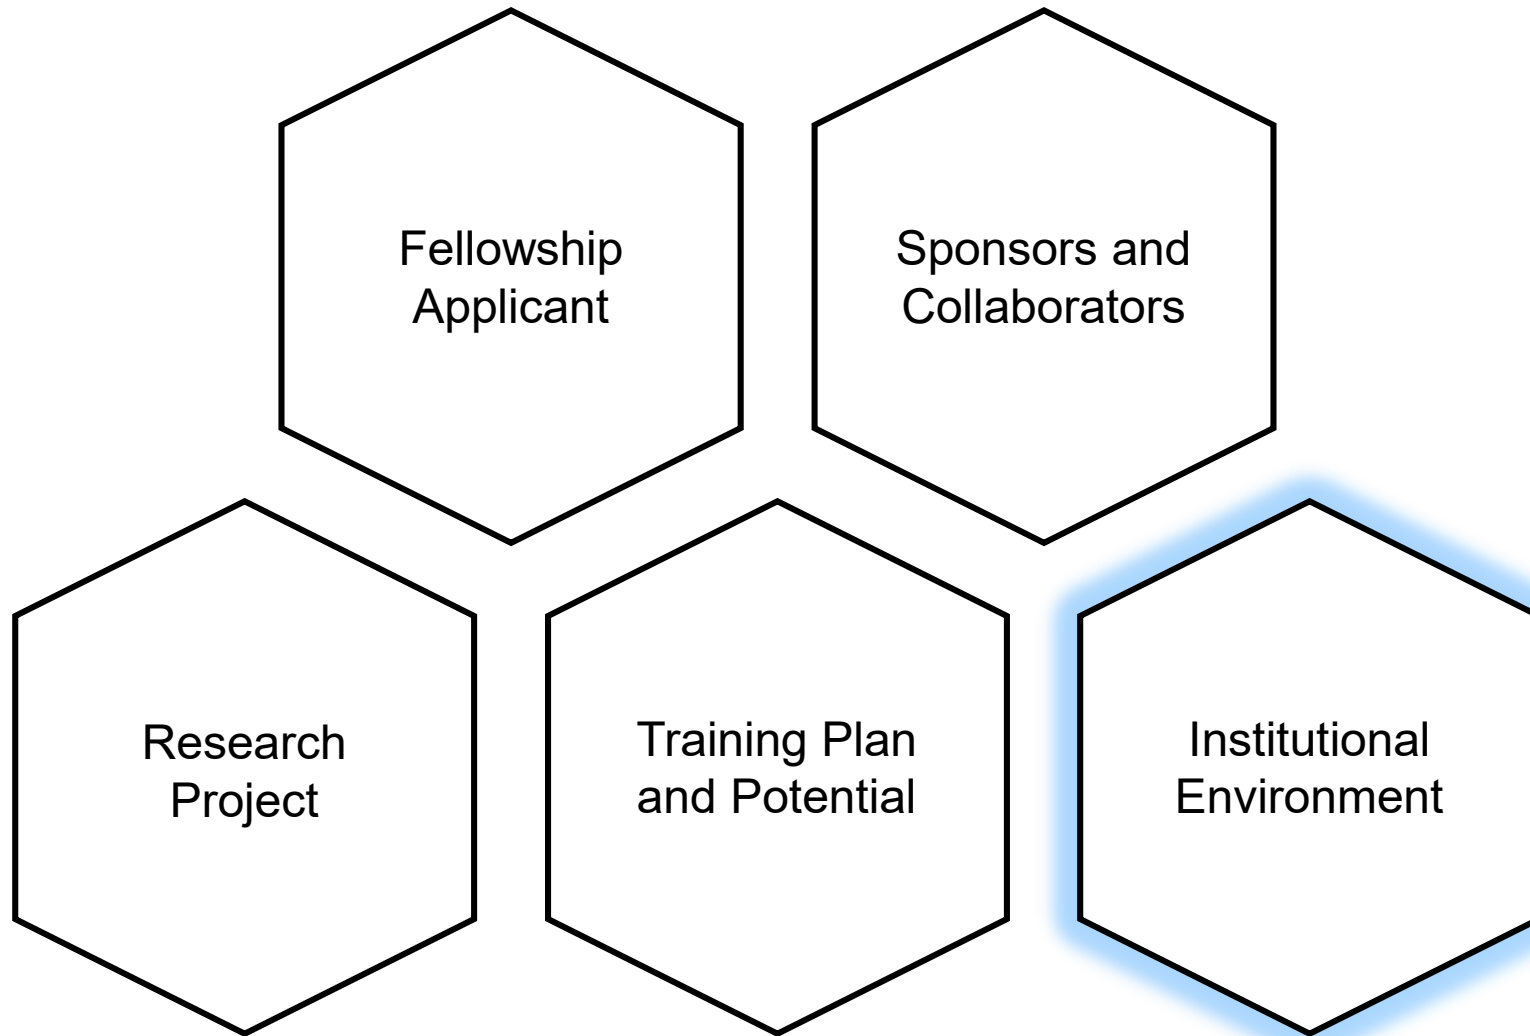 Fellowship
Applicant
Sponsors and
Collaborators
Research
Project
Training Plan
and Potential
Institutional
Environment